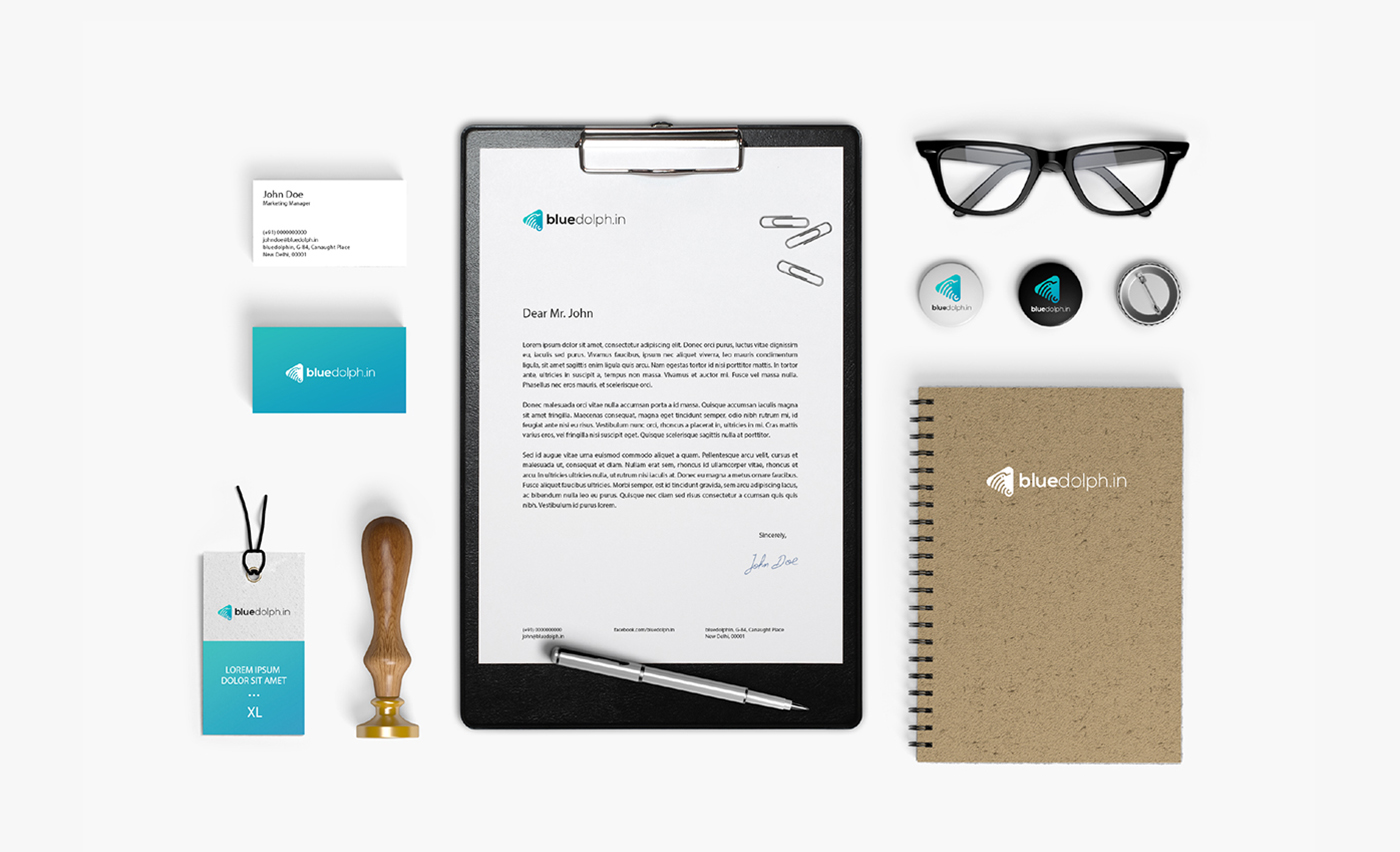 John Doe
Marketing Manager
(+91) 0000000000
johndoe@bluedolph.in
bluedolphin, G-84, Canaught Place
New Delhi, 00001
bluedolph.in
bluedolph.in
LOREM IPSUM
DOLOR SIT AMET
...
XL
bluedolph.in
Dear Mr. John
Lorem ipsum dolor sit amet, consectetur adipiscing elit. Donec orci purus, luctus vitae dignissim
eu, iaculis sed purus. Vivamus faucibus, ipsum nec aliquet viverra, leo mauris condimentum
ligula, sit amet sagittis enim ligula quis arcu. Nam egestas tortor id nisi porttitor mattis. In tortor
ante, ultricies in suscipit a, tempus non massa. Vivamus et auctor mi. Fusce vel massa nulla.
Phasellus nec eros mauris, et scelerisque orci.
Donec malesuada orci vitae nulla accumsan porta a id massa. Quisque accumsan iaculis magna
sit amet fringilla. Maecenas consequat, magna eget tincidunt semper, odio nibh rutrum mi, id
feugiat ante nisi eu risus. Vestibulum nunc orci, rhoncus a placerat in, ultricies in mi. Cras mattis
varius eros, vel fringilla nisi suscipit eget. Quisque scelerisque sagittis nulla at porttitor.
Sed id augue vitae urna euismod commodo aliquet a quam. Pellentesque arcu velit, cursus et
malesuada ut, consequat et diam. Nullam erat sem, rhoncus id ullamcorper vitae, rhoncus et
arcu. In ultricies ultricies nulla, ut rutrum nisi iaculis at. Donec eu magna a metus ornare faucibus.
Fusce aliquet faucibus ultricies. Morbi semper, est id tincidunt gravida, sem arcu adipiscing lacus,
ac bibendum nulla leo eu purus. Quisque nec diam sed risus consectetur a ccumsan quis quis
nibh. Vestibulum id purus lorem.
Sincerely,
John Doe
(+91) 0000000000
john@bluedolph.in
facebook.com/bluedolph.in
bluedolphin, G-84, Canaught Place
New Delhi, 00001
bluedolph.in
bluedolph.in
bluedolph.in